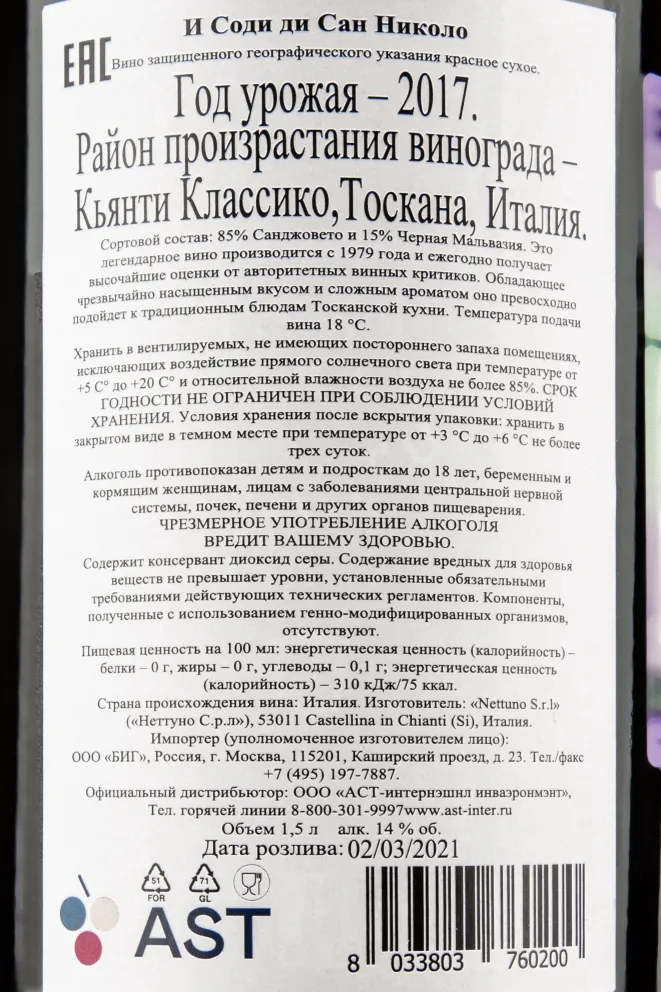 И Соди ди Сан Николо
ЕАС
Вино защищенного географического указания красное сухое.
Год урожая – 2017.
Район произрастания винограда –
Кьянти Классико,Тоскана, Италия.
Сортовой состав: 85% Санджовето и 15% Черная Мальвазия. Это
легендарное вино производится с 1979 года и ежегодно получает
высочайшие оценки от авторитетных винных критиков. Обладающее
чрезвычайно насыщенным вкусом и сложным ароматом оно превосходно
подойдет к традиционным блюдам Тосканской кухни. Температура подачи
вина 18 °C.
Хранить в вентилируемых, не имеющих постороннего запаха помещениях,
исключающих воздействие прямого солнечного света при температуре от
+5 C° до +20 C° и относительной влажности воздуха не более 85%. СРОК
ГОДНОСТИ НЕ ОГРАНИЧЕН ПРИ СОБЛЮДЕНИИ УСЛОВИЙ
ХРАНЕНИЯ. Условия хранения после вскрытия упаковки: хранить в
закрытом виде в темном месте при температуре от +3 °C до +6 °C не более
трех суток.
Алкоголь противопоказан детям и подросткам до 18 лет, беременным и
кормящим женщинам, лицам с заболеваниями центральной нервной
системы, почек, печени и других органов пищеварения.
ЧРЕЗМЕРНОЕ УПОТРЕБЛЕНИЕ АЛКОГОЛЯ
ВРЕДИТ ВАШЕМУ ЗДОРОВЬЮ.
Содержит консервант диоксид серы. Содержание вредных для здоровья
веществ не превышает уровни, установленные обязательными
требованиями действующих технических регламентов. Компоненты,
полученные с использованием генно-модифицированных организмов,
отсутствуют.
Пищевая ценность на 100 мл: энергетическая ценность (калорийность) –
белки – 0 г, жиры – 0 г, углеводы – 0,1 г; энергетическая ценность
(калорийность) – 310 кДж/75 ккал.
Страна происхождения вина: Италия. Изготовитель: «Nettuno S.r.l»
(«Неттуно С.р.л»), 53011 Castellina in Chianti (Si), Италия.
Импортер (уполномоченное изготовителем лицо):
ООО «БИГ», Россия, г. Москва, 115201, Каширский проезд, д. 23. Тел./факс
+7 (495) 197-7887.
Официальный дистрибьютор: ООО «АСТ-интернэшнл инваэронмэнт»,
Тел. горячей линии 8-800-301-9997www.ast-inter.ru
Объем 1,5 л алк. 14 % об.
Дата розлива: 02/03/2021
51 71
FOR GL
AST
8 033803 760200